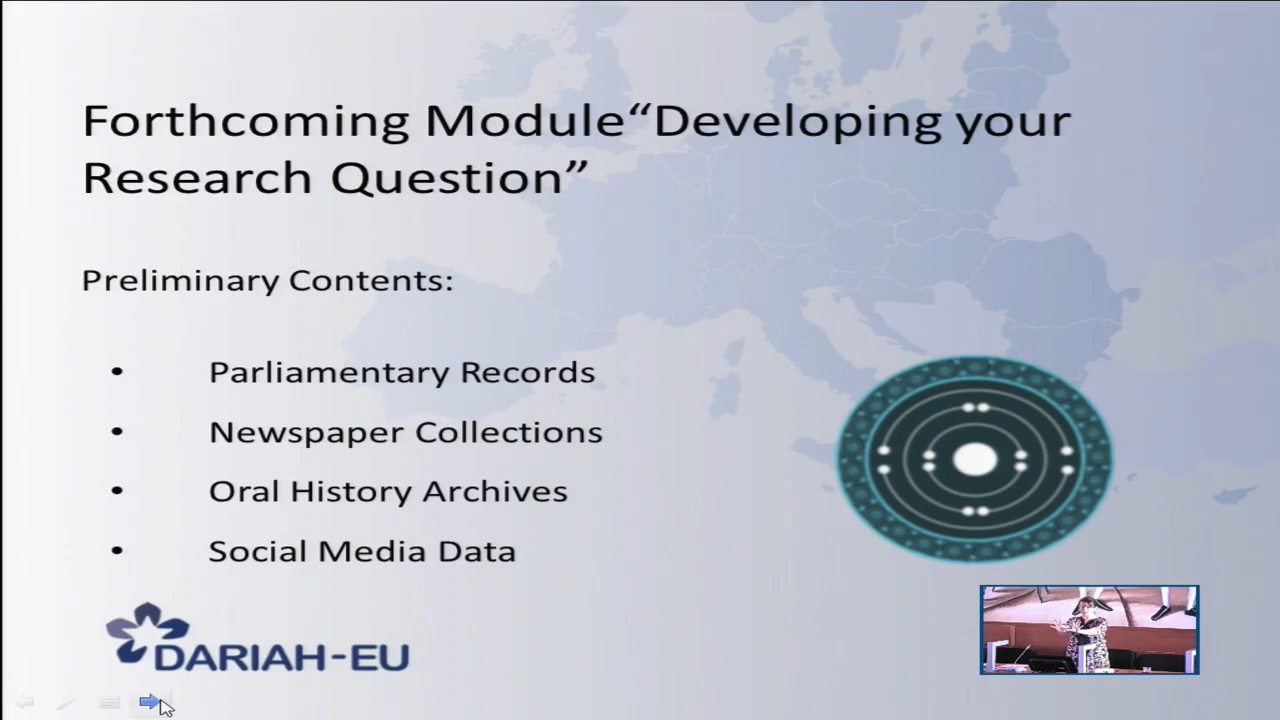 Forthcoming Module“Developing your
Research Question”
Preliminary Contents:
• Parliamentary Records
• Newspaper Collections
• Oral History Archives
• Social Media Data
DARIAH-EU